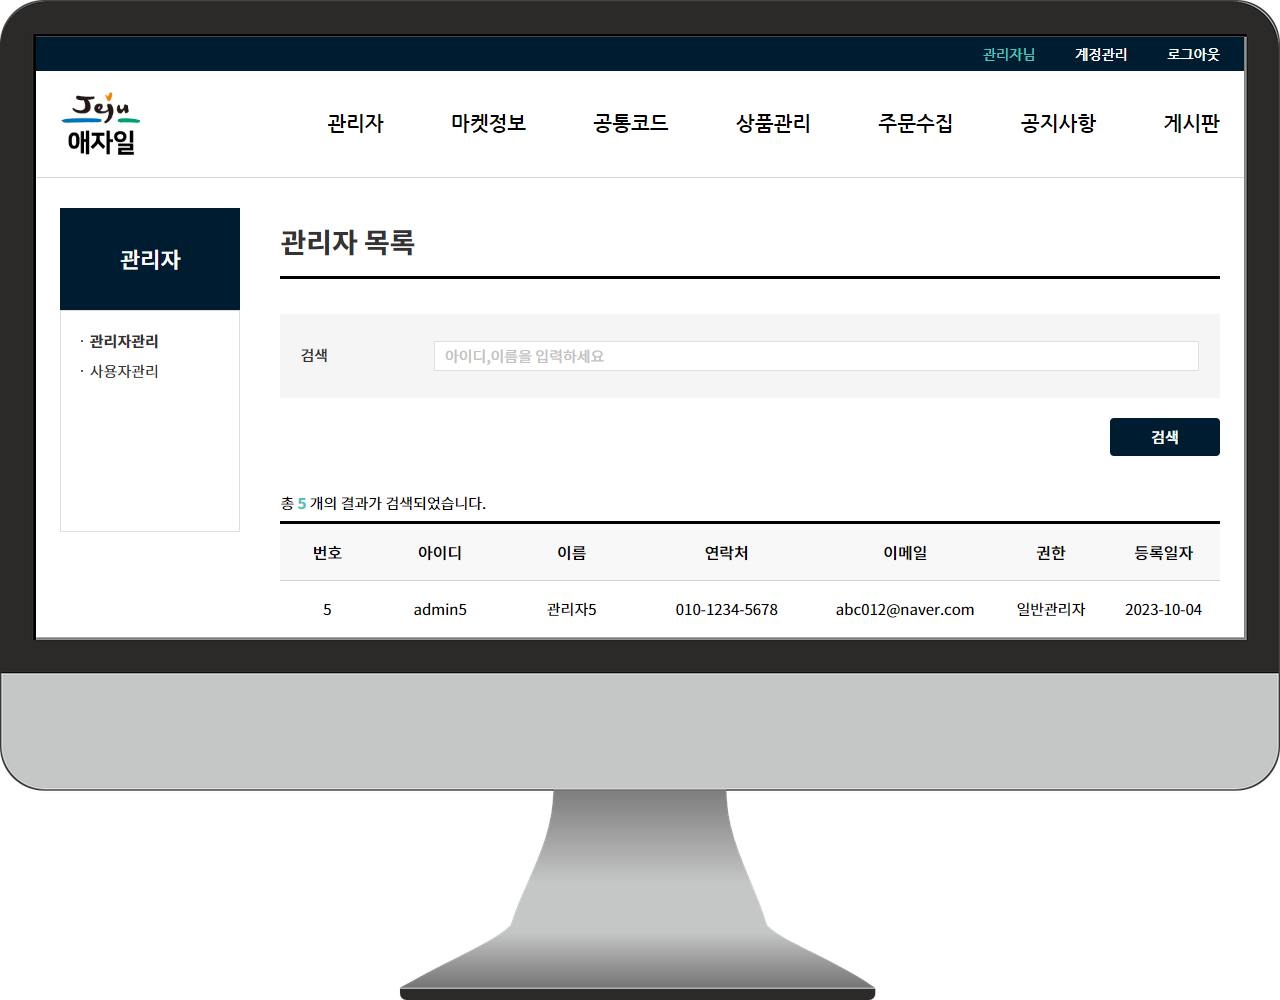 관리자님 계정관리 로그아웃
Jeju
애자일
관리자 마켓정보 공통코드 상품관리 주문수집 공지사항 게시판
관리자
· 관리자관리
· 사용자관리
관리자 목록
검색 아이디,이름을 입력하세요
검색
총 5 개의 결과가 검색되었습니다.
번호 아이디 이름 연락처 이메일 권한 등록일자
5 admin5 관리자5 010-1234-5678 abc012@naver.com 일반관리자 2023-10-04